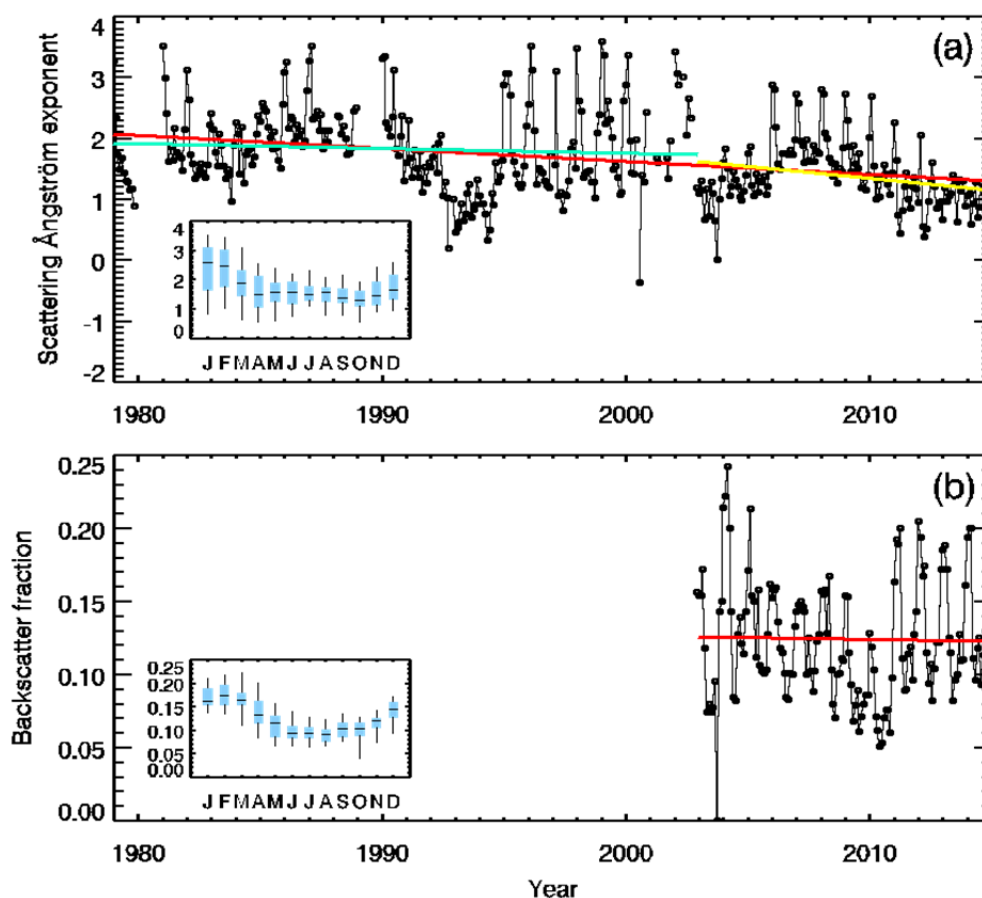 (a)
Scattering Ångström exponent
4
3
2
1
0
-1
-2
4
3
2
1
0
J F M A M J J A S O N D
1980 1990 2000 2010
(b)
Backscatter fraction
0.25
0.20
0.15
0.10
0.05
0.00
0.25
0.20
0.15
0.10
0.05
0.00
J F M A M J J A S O N D
1980 1990 2000 2010
Year